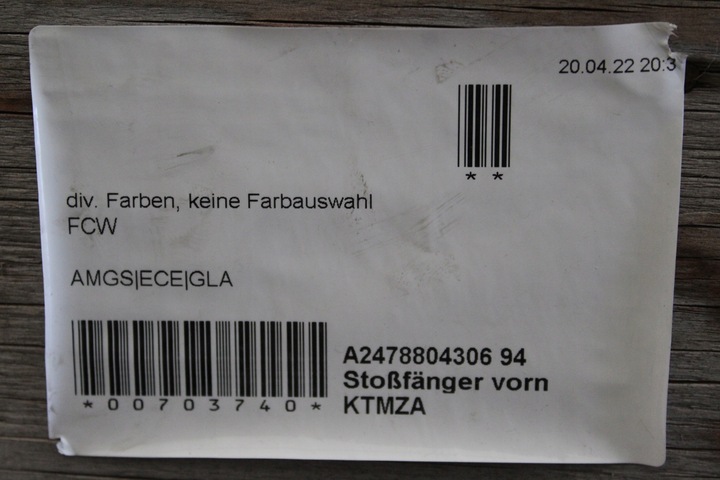 20.04.22 20:3
* *
div. Farben, keine Farbauswahl
FCW
AMGS|ECE|GLA
*00703740*
A2478804306 94
Stoßfänger vorn
KTMZA